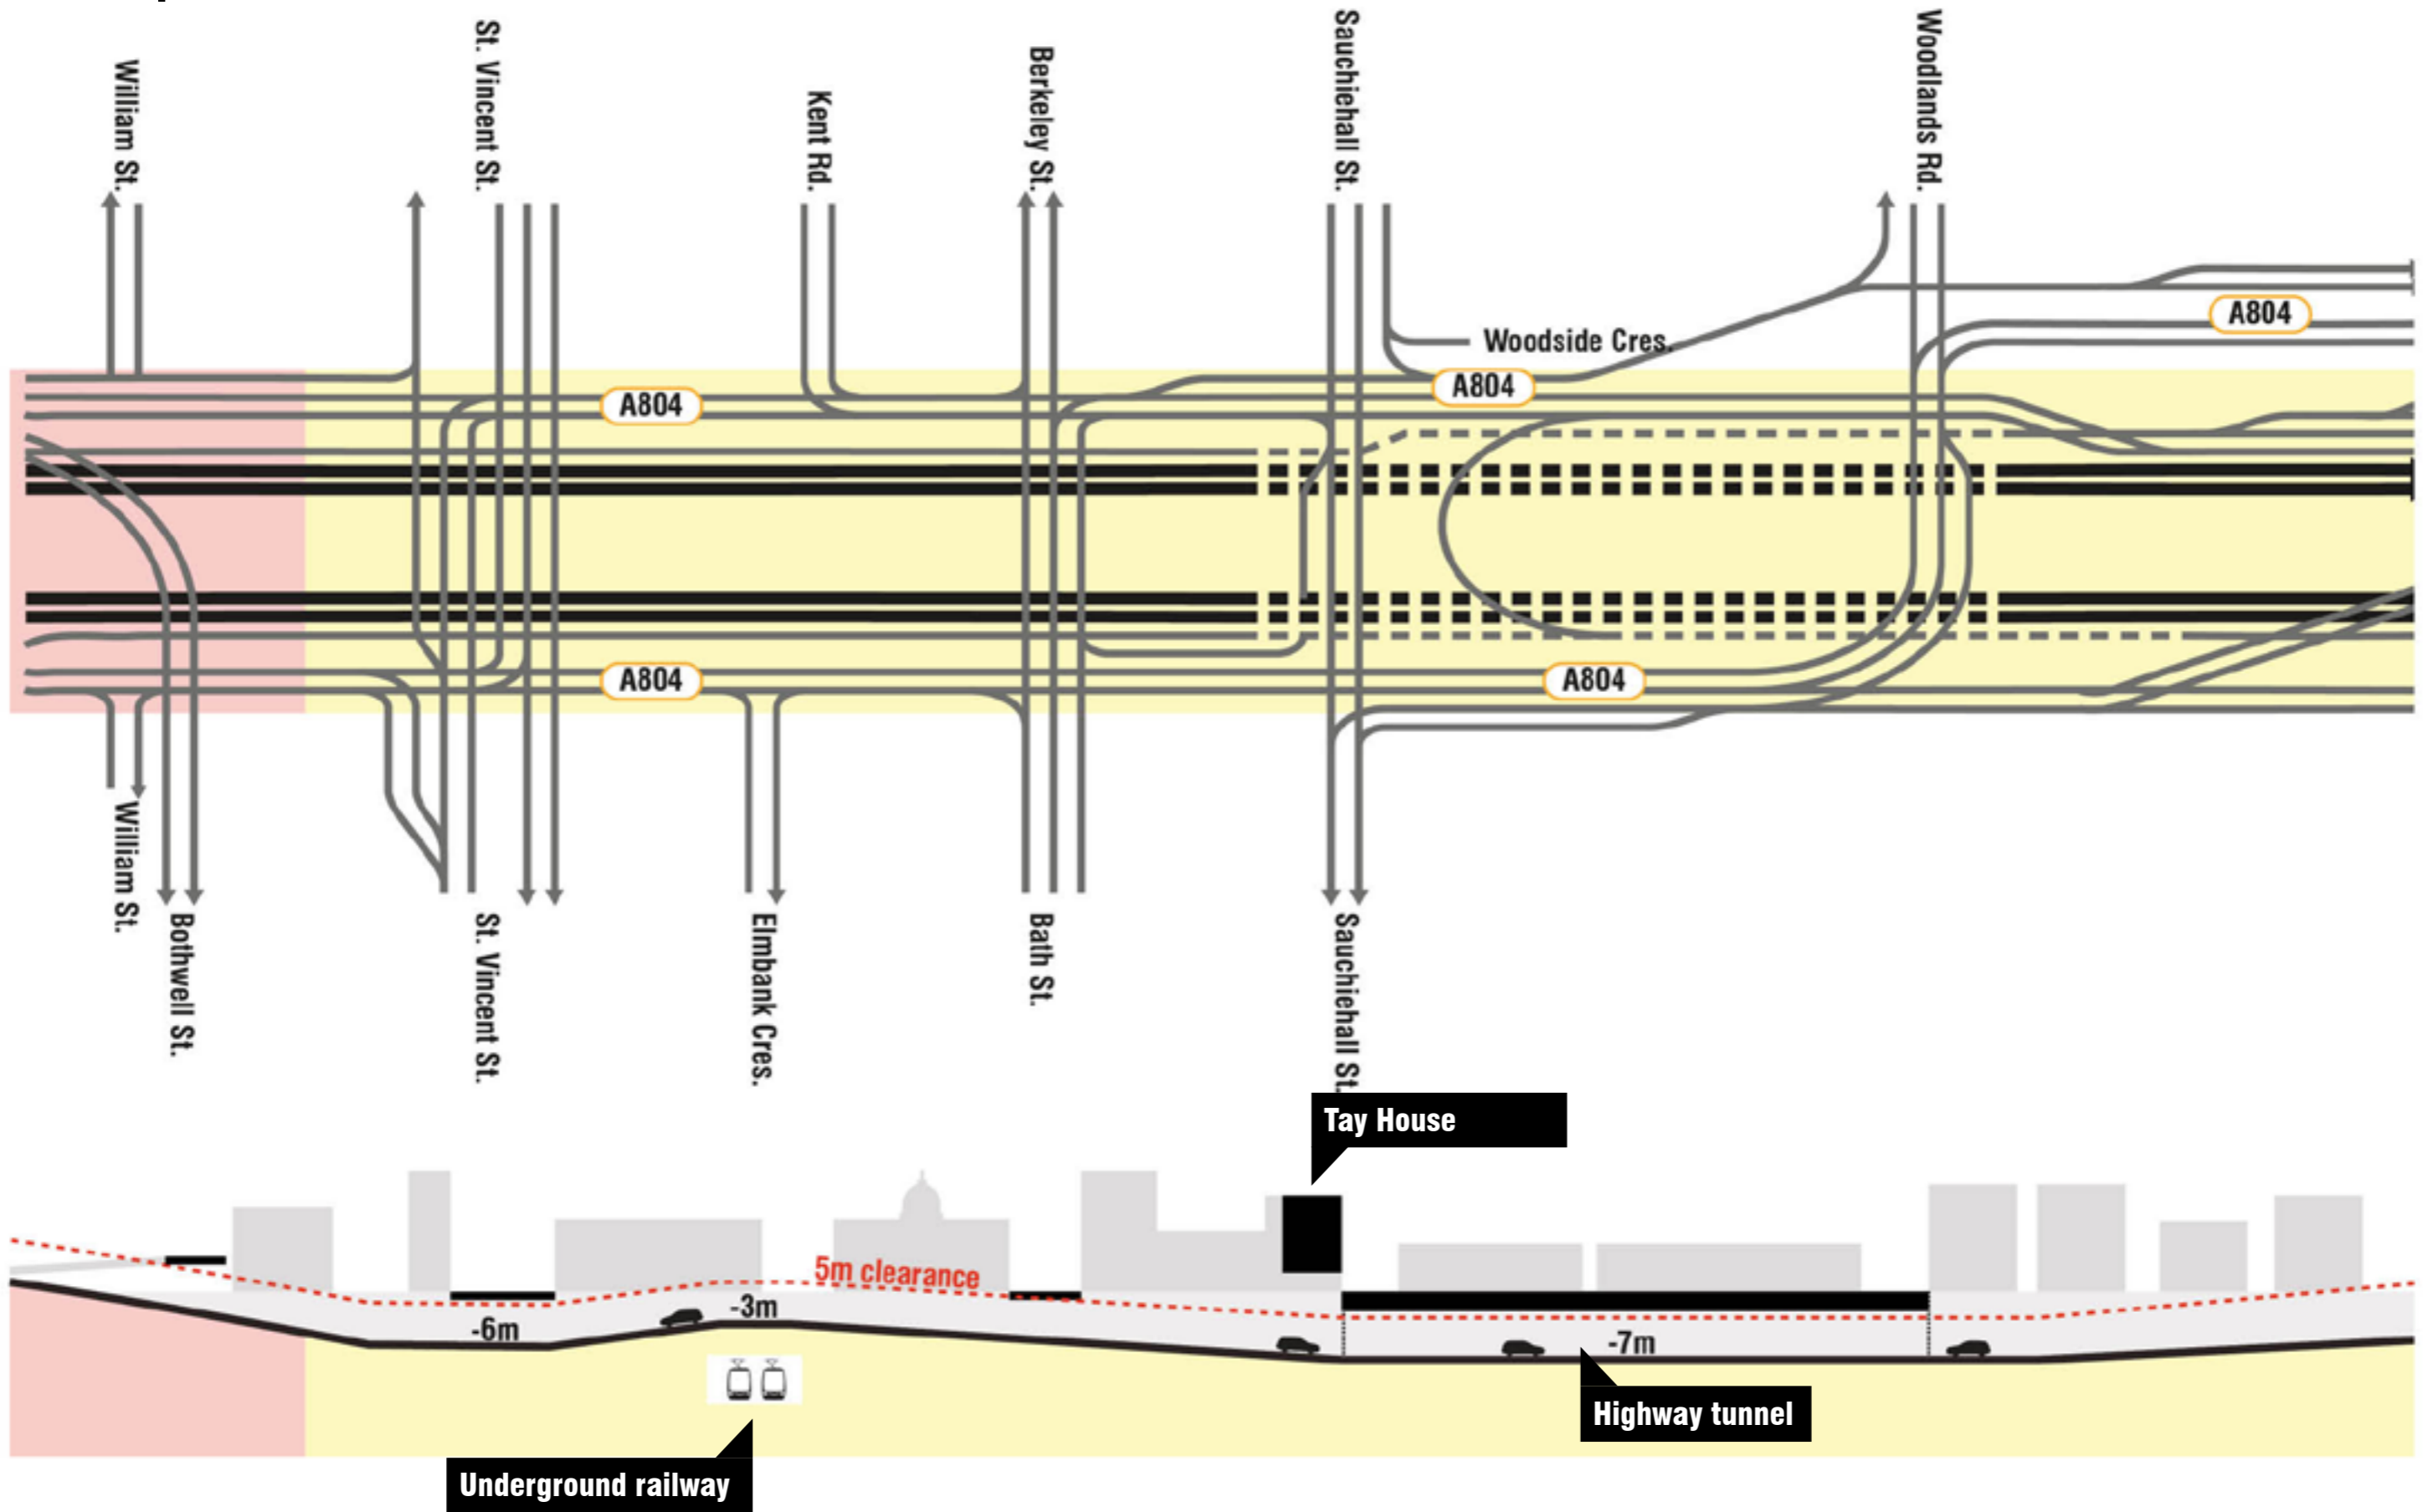 William St.
St. Vincent St.
Kent Rd.
Berkeley St.
Sauchiehall St.
Woodlands Rd.
A804
Woodside Cres.
A804
A804
A804
A804
William St.
Bothwell St.
St. Vincent St.
Elmbank Cres.
Bath St.
Sauchiehall St.
Tay House
5m clearance
-3m
-6m
-7m
Highway tunnel
Underground railway